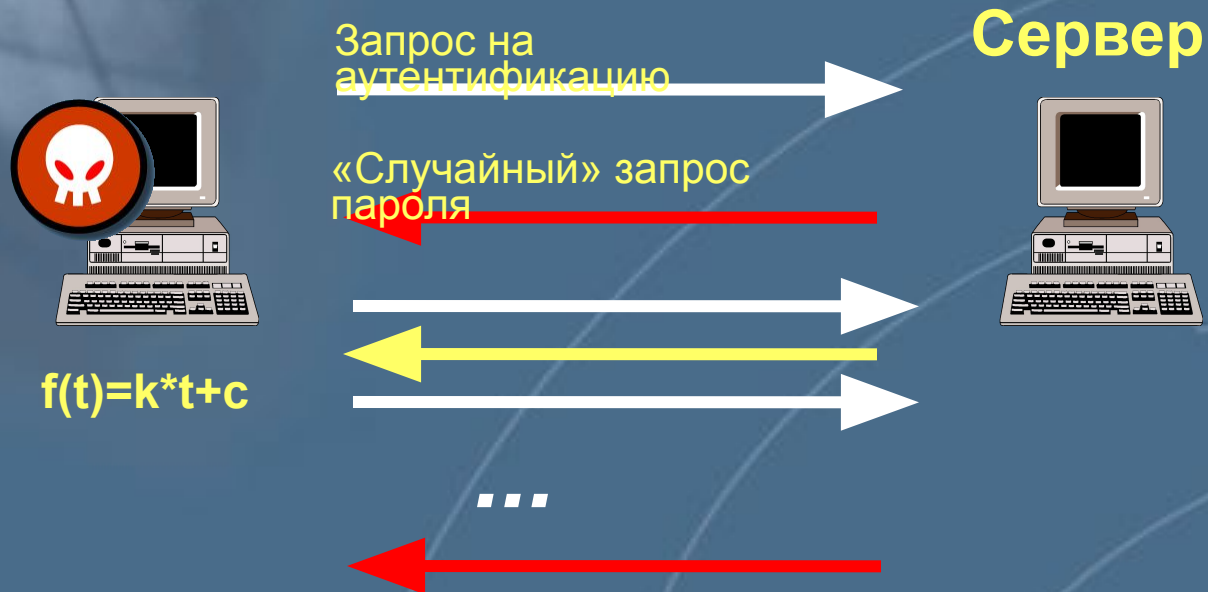 Сервер
Запрос на
аутентификацию
«Случайный» запрос
пароля
f(t)=k*t+c
...